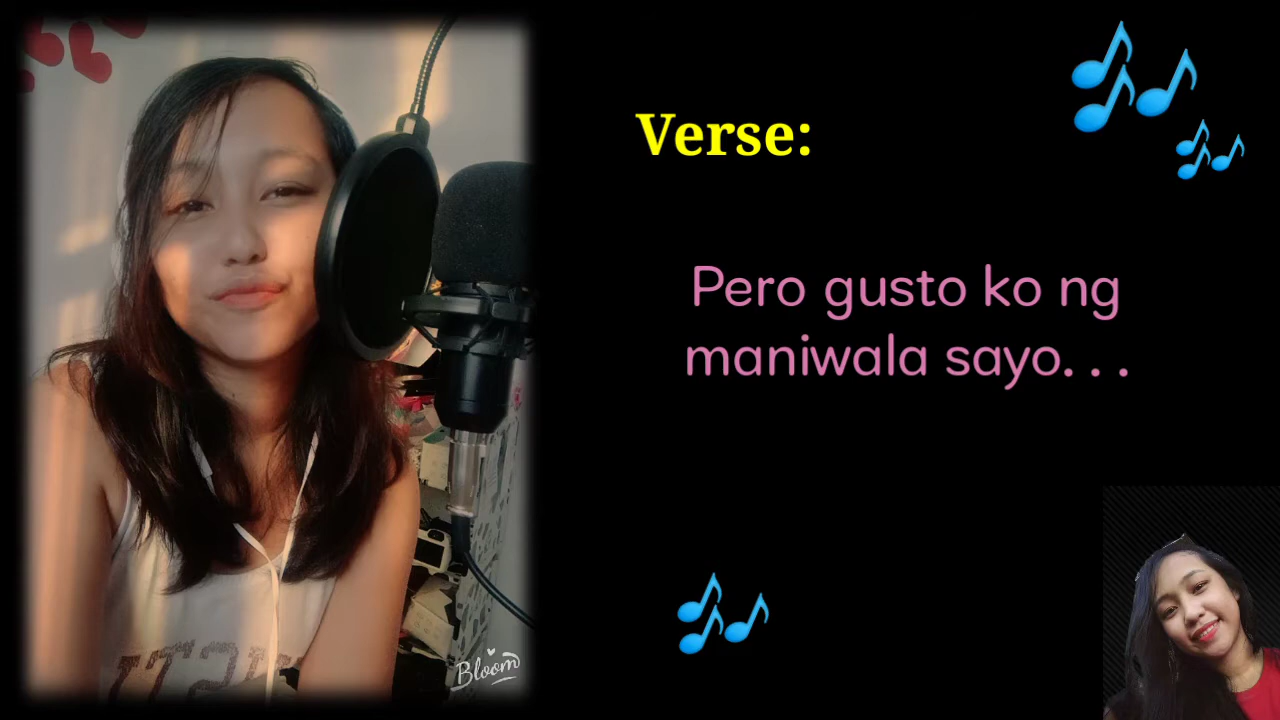 Verse:
Pero gusto ko ng
maniwala sayo. . .
Bloom